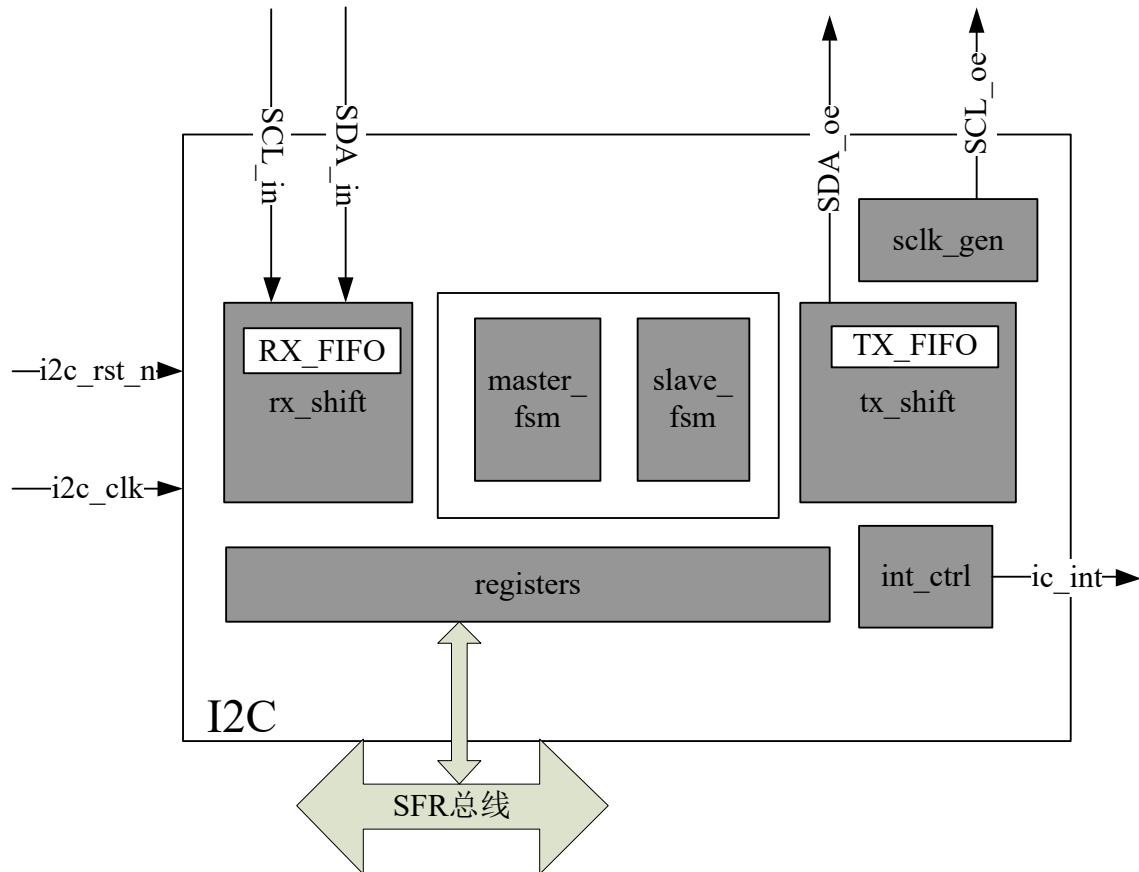 SCL_in
SDA_in
SDA_oe
SCL_oe
sclk_gen
RX_FIFO
rx_shift
master_
fsm
slave_
fsm
TX_FIFO
tx_shift
i2c_rst_n
i2c_clk
registers
int_ctrl
ic_int
I2C
SFR总线